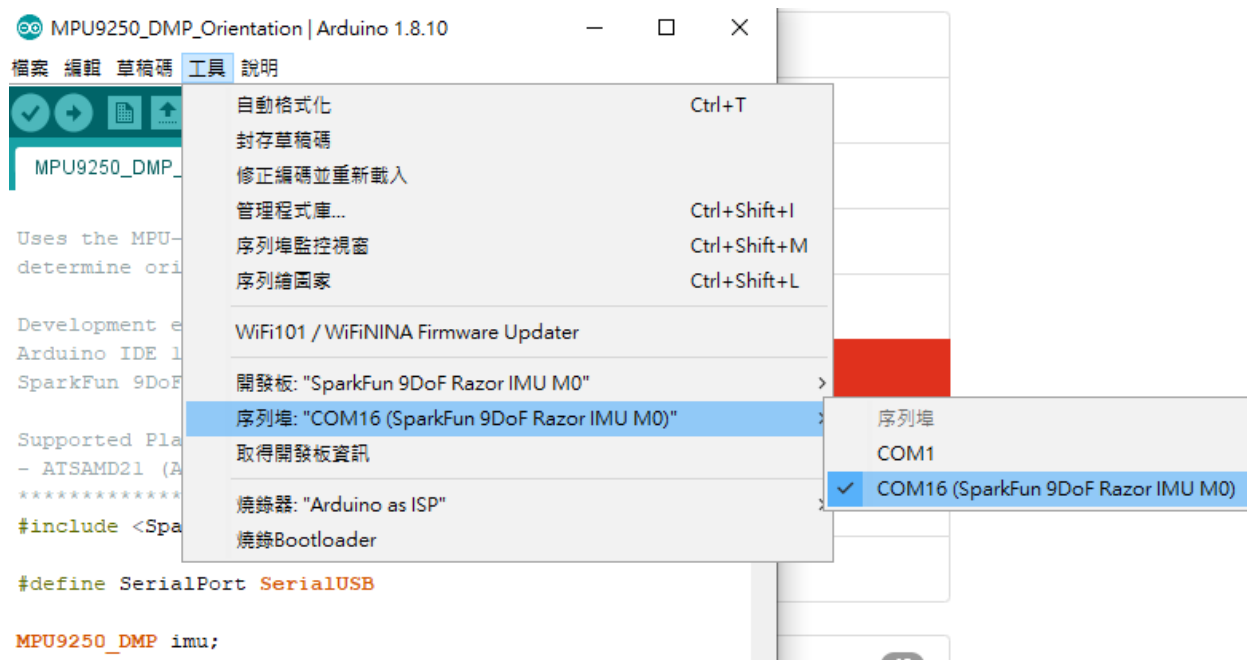 MPU9250_DMP_Orientation | Arduino 1.8.10
檔案 編輯 草稿碼 工具 說明
MPU9250_DMP_
自動格式化 Ctrl+T
封存草稿碼
修正編碼並重新載入
管理程式庫... Ctrl+Shift+I
序列埠監控視窗 Ctrl+Shift+M
序列繪圖家 Ctrl+Shift+L
WiFi101 / WiFiNINA Firmware Updater
開發板: "SparkFun 9DoF Razor IMU M0"
序列埠: "COM16 (SparkFun 9DoF Razor IMU M0)"
取得開發板資訊
燒錄器: "Arduino as ISP"
燒錄Bootloader
序列埠
COM1
COM16 (SparkFun 9DoF Razor IMU M0)
Uses the MPU-
determine ori
Development e
Arduino IDE 1
SparkFun 9DoF
Supported Pla
- ATSAMD21 (A
*************
#include <Spa
#define SerialPort SerialUSB
MPU9250_DMP imu;